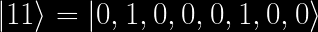 |11⟩ = |0, 1, 0, 0, 0, 1, 0, 0⟩